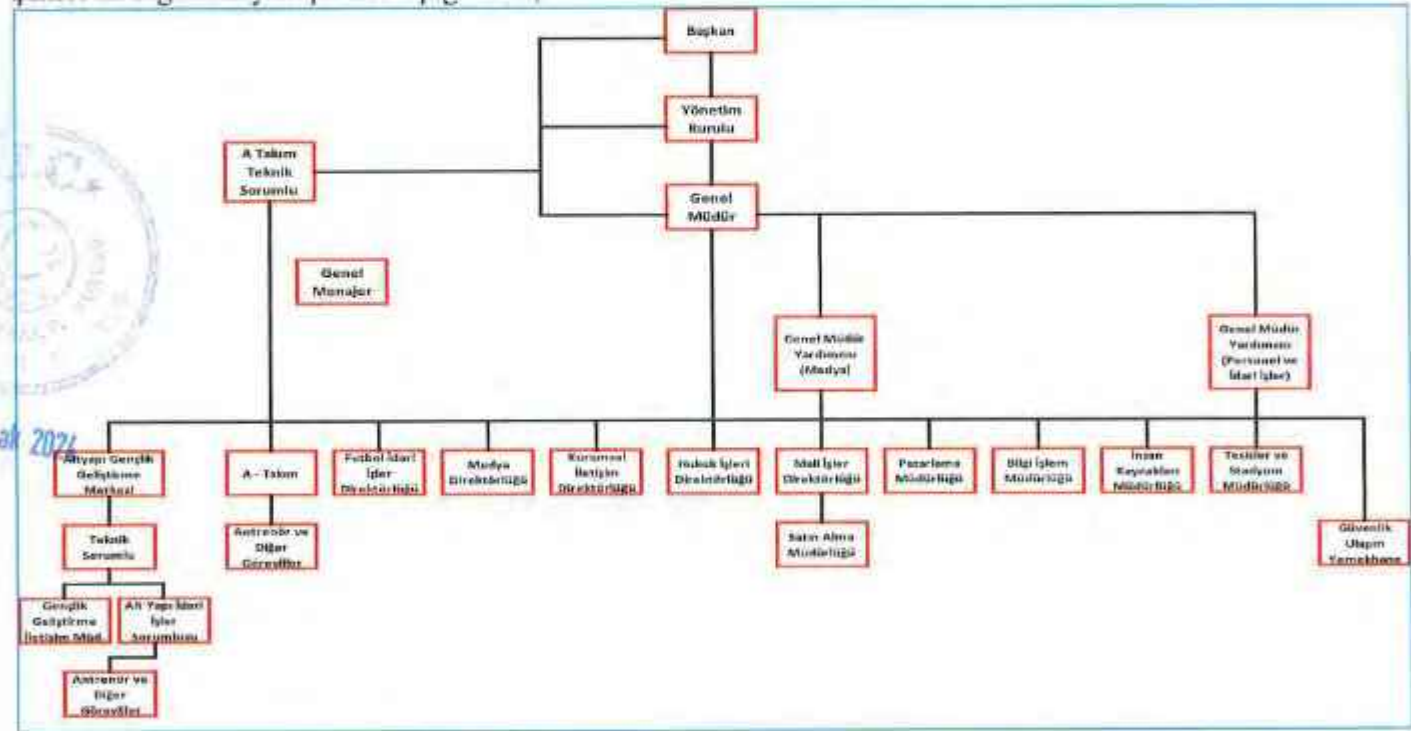 Başkan
Yönetim
Kurulu
A Takım
Teknik
Sorumlu
Genel
Müdür
Genel
Menajer
Genel Müdür
Yardımcısı
(Medya)
Genel Müdür
Yardımcısı
(Personel ve
İdari İşler)
2024
Altyapı Gençlik
Geliştirme
Merkezi
A - Takım
Futbol İdari
İşler
Direktörlüğü
Medya
Direktörlüğü
Kurumsal
İletişim
Direktörlüğü
Hukuk İşleri
Direktörlüğü
Mali İşler
Direktörlüğü
Pazarlama
Müdürlüğü
Bilgi İşlem
Müdürlüğü
İnsan
Kaynakları
Müdürlüğü
Tesisler ve
Stadyum
Müdürlüğü
Teknik
Sorumlu
Antrenör ve
Diğer
Görevliler
Satın Alma
Müdürlüğü
Güvenlik
Ulaşım
Yemekhane
Gençlik
Geliştirme
İletişim Müd.
Alt Yapı İdari
İşler
Sorumlusu
Antrenör ve
Diğer
Görevliler